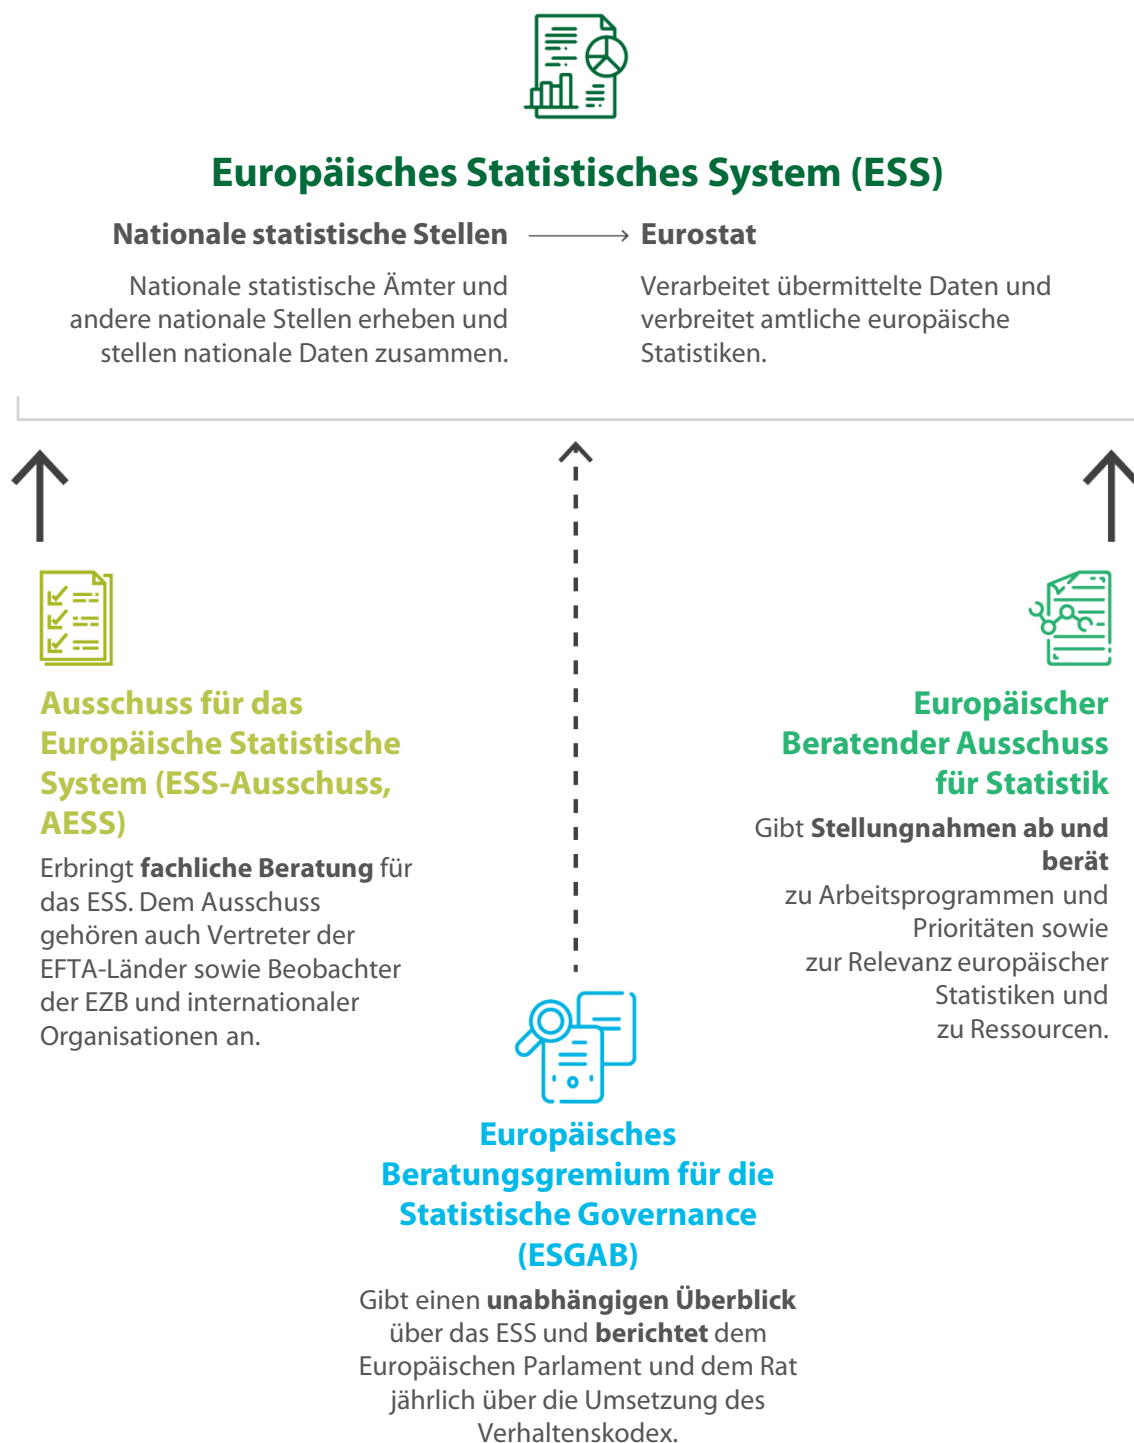 Europäisches Statistisches System (ESS)
Nationale statistische Stellen
Nationale statistische Ämter und
andere nationale Stellen erheben und
stellen nationale Daten zusammen.
Eurostat
Verarbeitet übermittelte Daten und
verbreitet amtliche europäische
Statistiken.
Ausschuss für das
Europäische Statistische
System (ESS-Ausschuss,
AESS)
Erbringt fachliche Beratung für
das ESS. Dem Ausschuss
gehören auch Vertreter der
EFTA-Länder sowie Beobachter
der EZB und internationaler
Organisationen an.
Europäischer
Beratender Ausschuss
für Statistik
Gibt Stellungnahmen ab und
berät
zu Arbeitsprogrammen und
Prioritäten sowie
zur Relevanz europäischer
Statistiken und
zu Ressourcen.
Europäisches
Beratungsgremium für die
Statistische Governance
(ESGAB)
Gibt einen unabhängigen Überblick
über das ESS und berichtet dem
Europäischen Parlament und dem Rat
jährlich über die Umsetzung des
Verhaltenskodex.